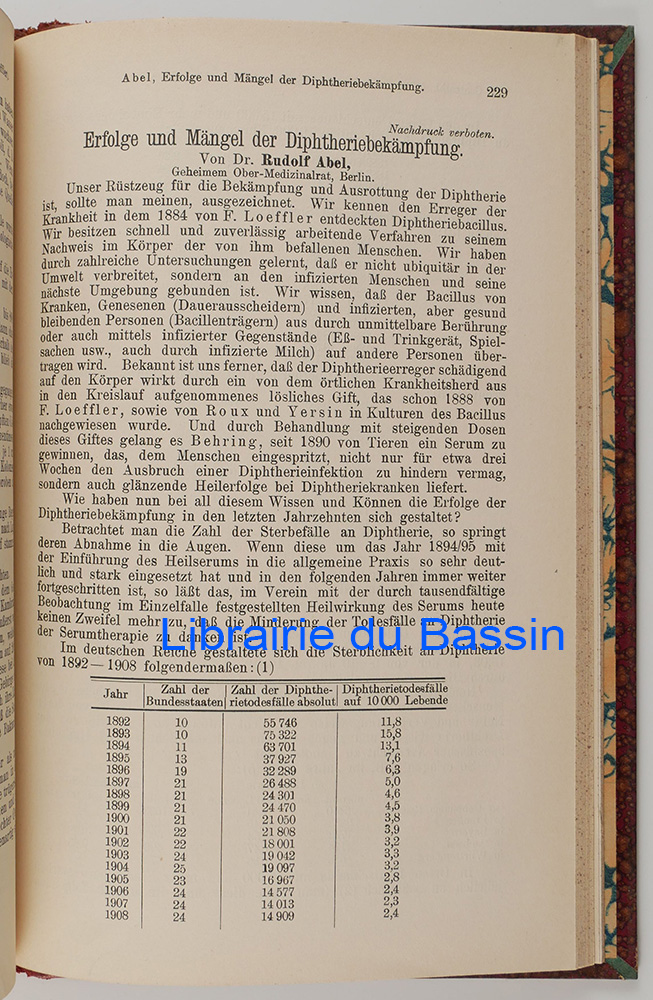 Abel, Erfolge und Mängel der Diphtheriebekämpfung.
229
Nachdruck verboten.
Erfolge und Mängel der Diphtheriebekämpfung.
Von Dr. Rudolf Abel,
Geheimem Ober-Medizinalrat, Berlin.
Unser Rüstzeug für die Bekämpfung und Ausrottung der Diphtherie
ist, sollte man meinen, ausgezeichnet. Wir kennen den Erreger der
Krankheit in dem 1884 von F. Loeffler entdeckten Diphtheriebacillus.
Wir besitzen schnell und zuverlässig arbeitende Verfahren zu seinem
Nachweis im Körper der von ihm befallenen Menschen. Wir haben
durch zahlreiche Untersuchungen gelernt, daß er nicht ubiquitär in der
Umwelt verbreitet, sondern an den infizierten Menschen und seine
nächste Umgebung gebunden ist. Wir wissen, daß der Bacillus von
Kranken, Genesenen (Dauerausscheidern) und infizierten, aber gesund
bleibenden Personen (Bacillenträgern) aus durch unmittelbare Berührung
oder auch mittels infizierter Gegenstände (Eß- und Trinkgerät, Spiel-
sachen usw., auch durch infizierte Milch) auf andere Personen über-
tragen wird. Bekannt ist uns ferner, daß der Diphtherieerreger schädigend
auf den Körper wirkt durch ein von dem örtlichen Krankheitsherd aus
in den Kreislauf aufgenommenes lösliches Gift, das schon 1888 von
F. Loeffler, sowie von Roux und Yersin in Kulturen des Bacillus
nachgewiesen wurde. Und durch Behandlung mit steigenden Dosen
dieses Giftes gelang es Behring, seit 1890 von Tieren ein Serum zu
gewinnen, das, dem Menschen eingespritzt, nicht nur für etwa drei
Wochen den Ausbruch einer Diphtherieinfektion zu hindern vermag,
sondern auch glänzende Heilerfolge bei Diphtheriekranken liefert.
Wie haben nun bei all diesem Wissen und Können die Erfolge der
Diphtheriebekämpfung in den letzten Jahrzehnten sich gestaltet?
Betrachtet man die Zahl der Sterbefälle an Diphtherie, so springt
deren Abnahme in die Augen. Wenn diese um das Jahr 1894/95 mit
der Einführung des Heilserums in die allgemeine Praxis so sehr deut-
lich und stark eingesetzt hat und in den folgenden Jahren immer weiter
fortgeschritten ist, so läßt das, im Verein mit der durch tausendfältige
Beobachtung im Einzelfalle festgestellten Heilwirkung des Serums heute
keinen Zweifel mehr zu, daß die Minderung der Todesfälle an Diphtherie
der Serumtherapie zu danken ist.
Librairie du Bassin
Im deutschen Reiche gestaltete sich die Sterblichkeit an Diphtherie
von 1892—1908 folgendermaßen: (1)
Jahr | Zahl der Bundesstaaten | Zahl der Diphthe-rietodesfälle absolut | Diphtherietodesfälle auf 10 000 Lebende
1892 10 55 746 11,8
1893 10 75 322 15,8
1894 11 63 701 13,1
1895 13 37 927 7,6
1896 19 32 289 6,3
1897 21 26 488 5,0
1898 21 24 301 4,6
1899 21 24 470 4,5
1900 21 21 050 3,8
1901 22 21 808 3,9
1902 22 18 001 3,2
1903 24 19 042 3,3
1904 25 19 097 3,2
1905 23 16 967 2,8
1906 24 14 577 2,4
1907 24 14 013 2,3
1908 24 14 909 2,4